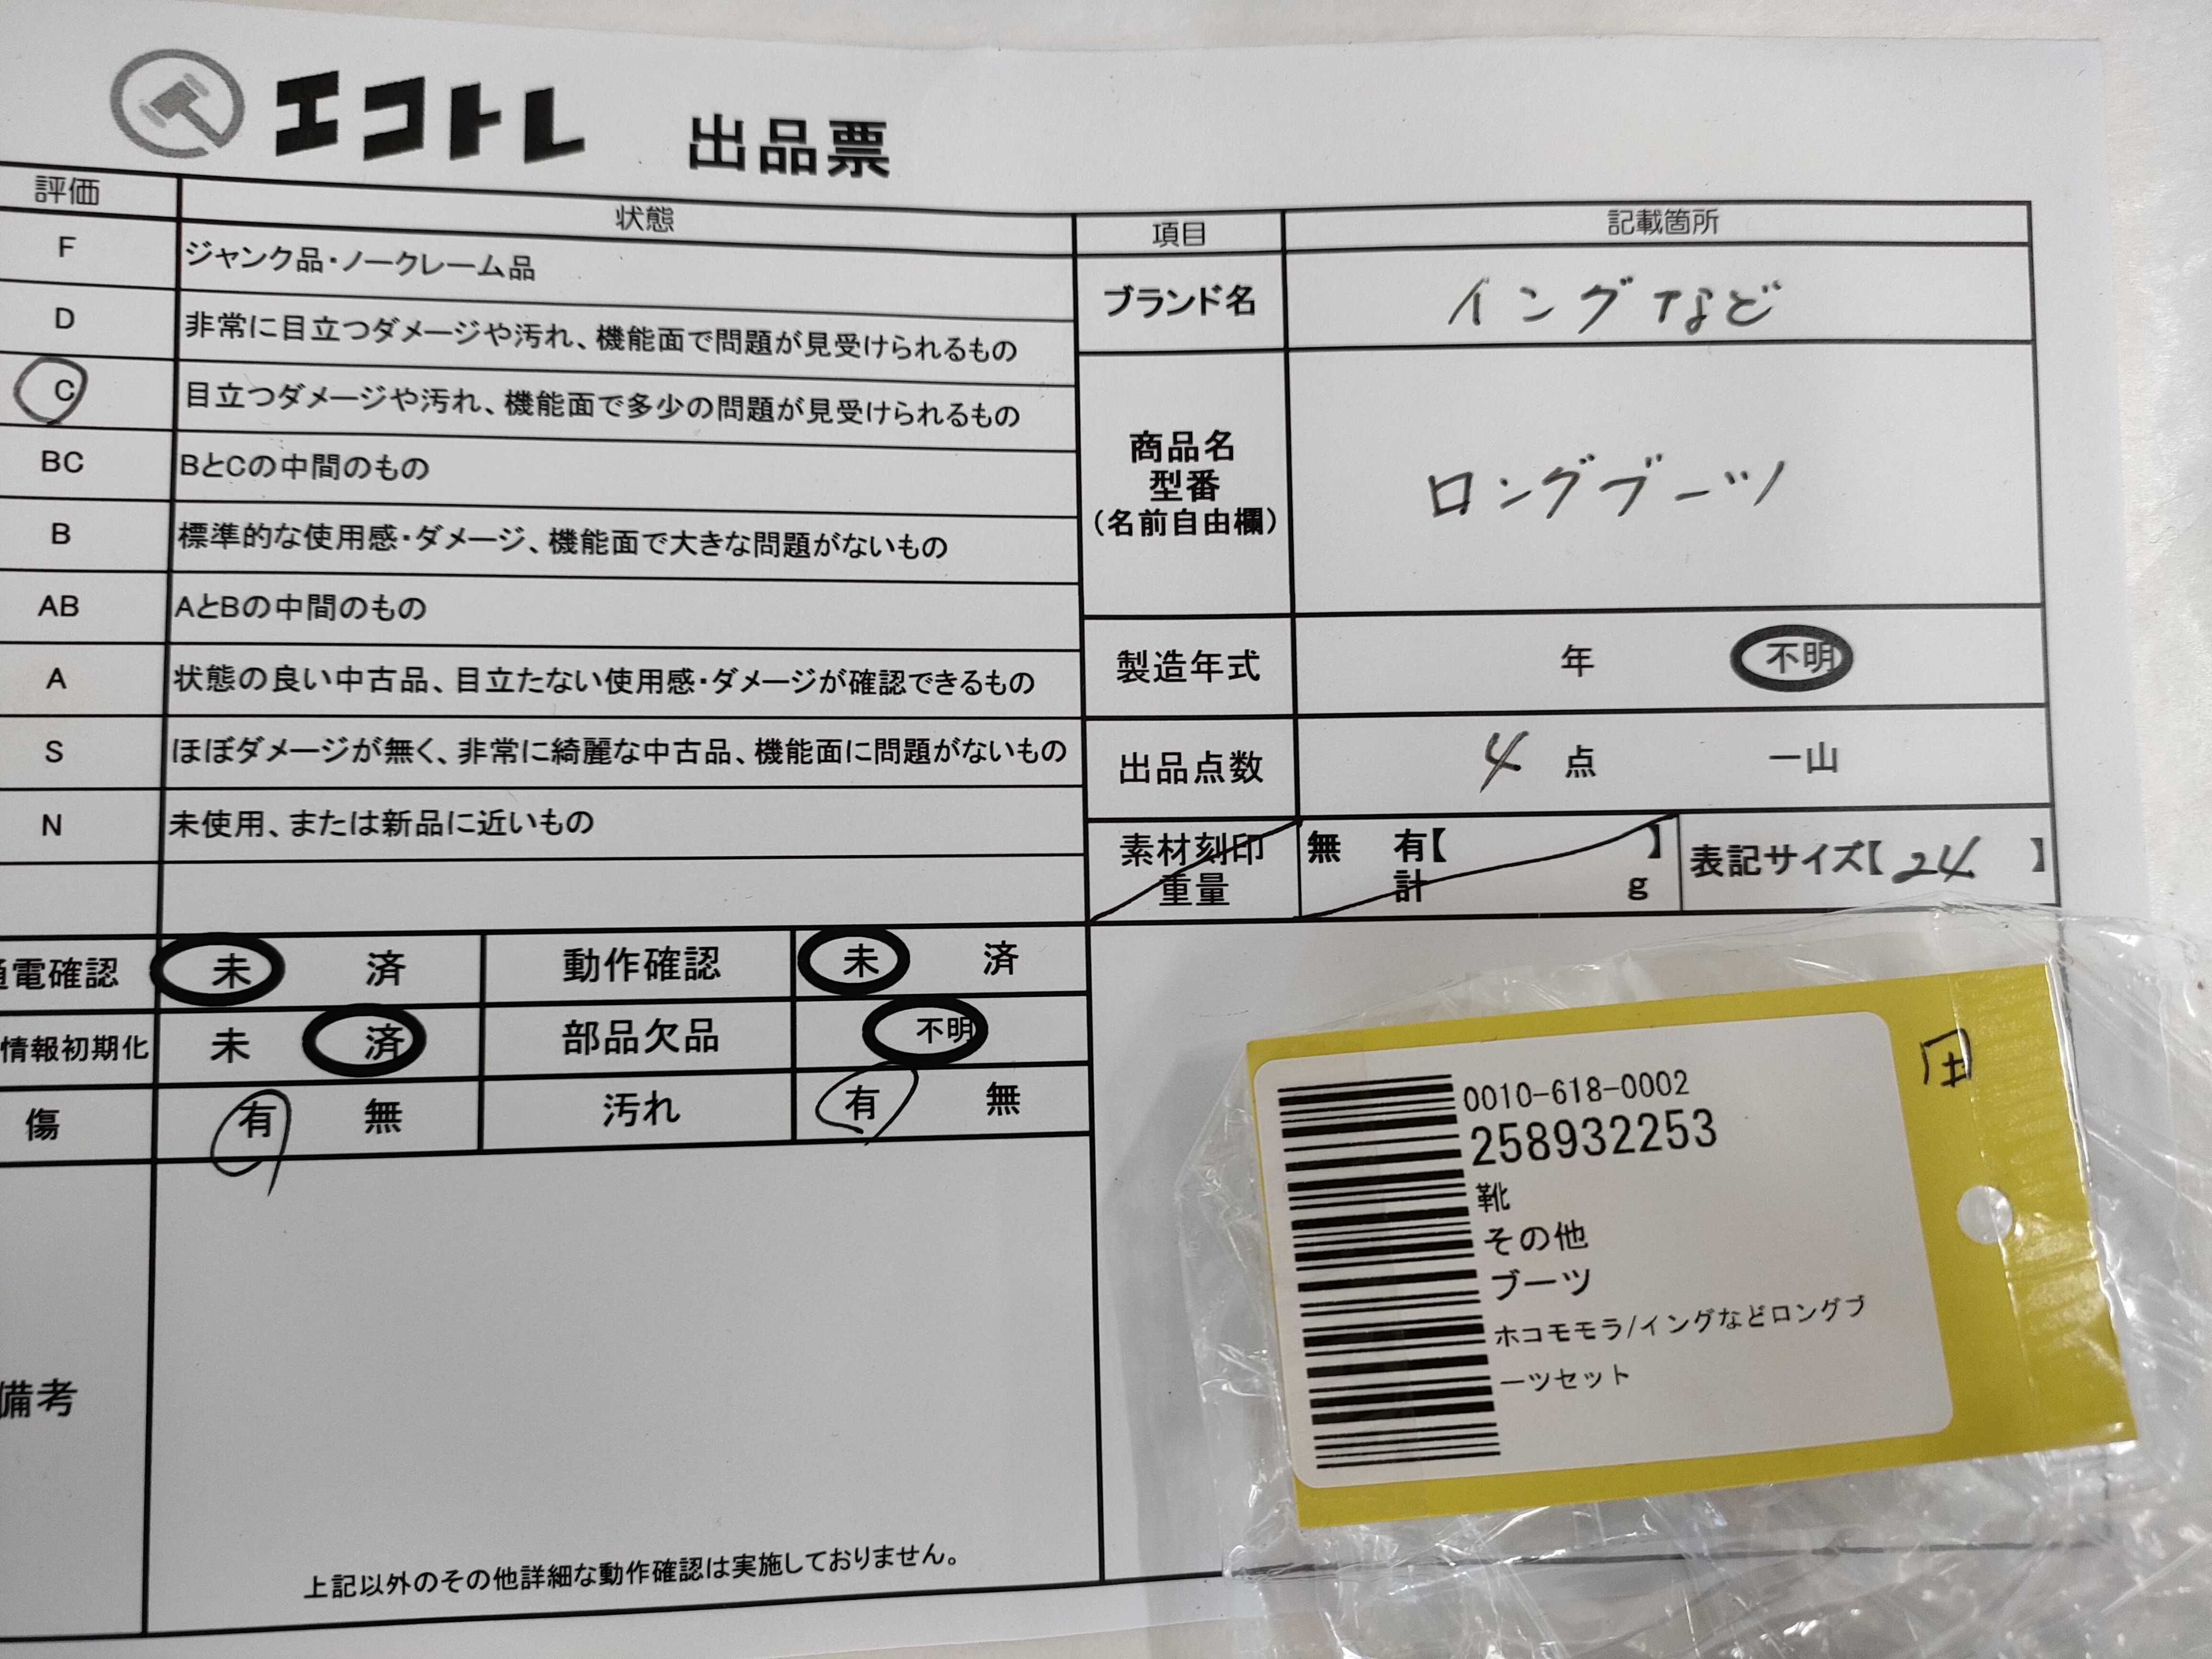 エコトレ 出品票
評価 状態
F ジャンク品・ノークレーム品
D 非常に目立つダメージや汚れ、機能面で問題が見受けられるもの
C 目立つダメージや汚れ、機能面で多少の問題が見受けられるもの
BC BとCの中間のもの
B 標準的な使用感・ダメージ、機能面で大きな問題がないもの
AB AとBの中間のもの
A 状態の良い中古品、目立たない使用感・ダメージが確認できるもの
S ほぼダメージが無く、非常に綺麗な中古品、機能面に問題がないもの
N 未使用、または新品に近いもの
通電確認 未 済 動作確認 未 済
情報初期化 未 済 部品欠品 不明
傷 有 無 汚れ 有 無
備考
上記以外のその他詳細な動作確認は実施しておりません。
項目 記載箇所
ブランド名 イングなど
商品名
型番
(名前自由欄)
ロングブーツ
製造年式 年 不明
出品点数 4 点 一山
素材刻印 無 有【 】
重量 計 g
表記サイズ【24 】
0010-618-0002
258932253
靴
その他
ブーツ
ホコモモラ/イングなどロングブ
ーツセット